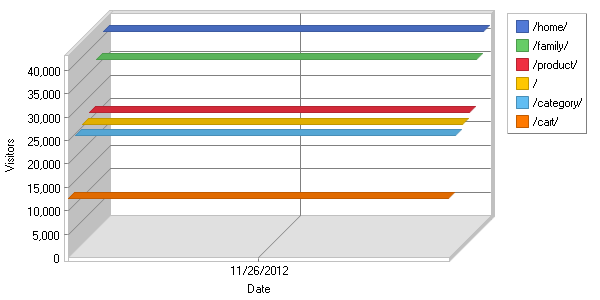 /home/
/family/
/product/
/
/category/
/cart/
40,000
35,000
30,000
25,000
20,000
15,000
10,000
5,000
0
Visitors
11/26/2012
Date